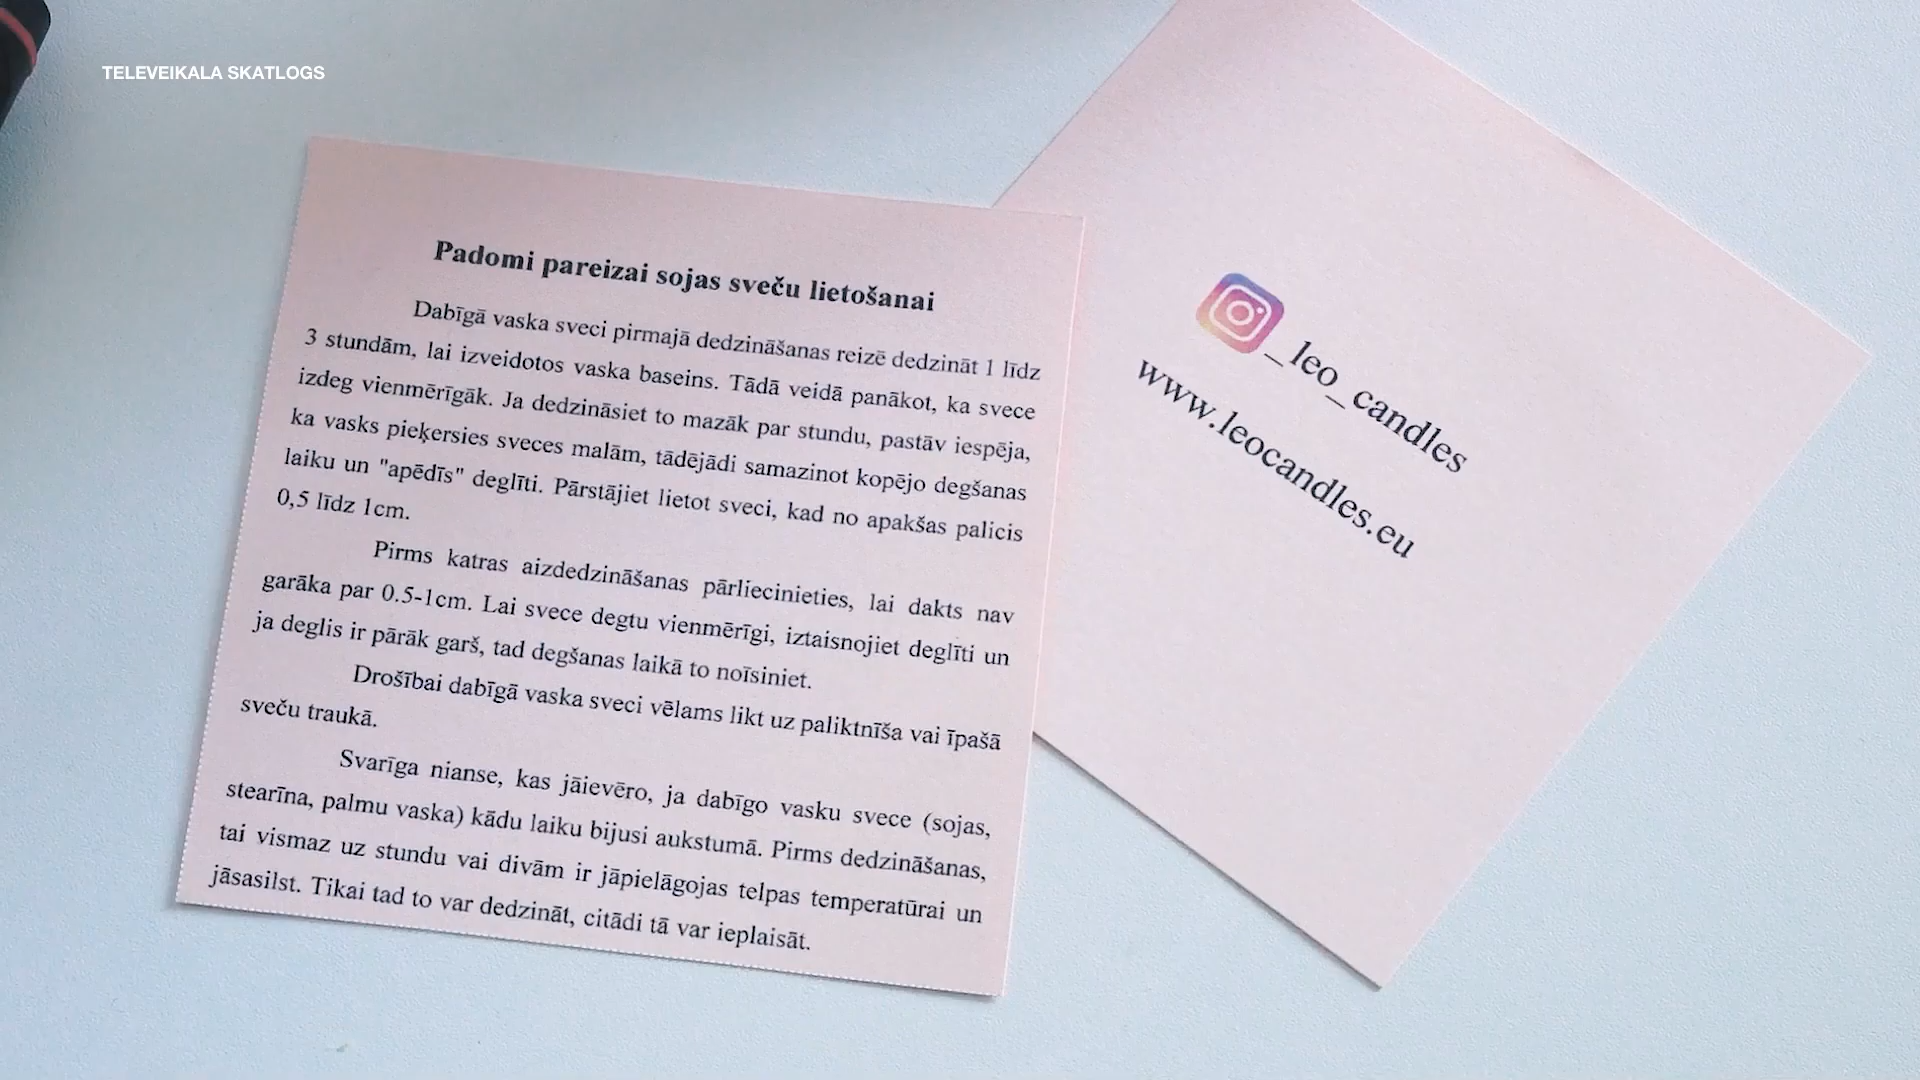 TELEVEIKALA SKATLOGS
Padomi pareizai sojas sveču lietošanai
Dabīgā vaska sveci pirmajā dedzināšanas reizē dedzināt 1 līdz
3 stundām, lai izveidotos vaska baseins. Tādā veidā panākot, ka svece
izdeg vienmērīgāk. Ja dedzināsiet to mazāk par stundu, pastāv iespēja,
ka vasks pieķersies sveces malām, tādējādi samazinot kopējo degšanas
laiku un "apēdīs" deglīti. Pārstājiet lietot sveci, kad no apakšas palicis
0,5 līdz 1cm.
Pirms katras aizdedzināšanas pārliecinieties, lai dakts nav
garāka par 0.5-1cm. Lai svece degtu vienmērīgi, iztaisnojiet deglīti un
ja deglis ir pārāk garš, tad degšanas laikā to noīsiniet.
Drošībai dabīgā vaska sveci vēlams likt uz paliktnīša vai īpašā
sveču traukā.
Svarīga nianse, kas jāievēro, ja dabīgo vasku svece (sojas,
stearīna, palmu vaska) kādu laiku bijusi aukstumā. Pirms dedzināšanas,
tai vismaz uz stundu vai divām ir jāpielāgojas telpas temperatūrai un
jāsasilst. Tikai tad to var dedzināt, citādi tā var ieplaisāt.
_leo_candles
www.leocandles.eu